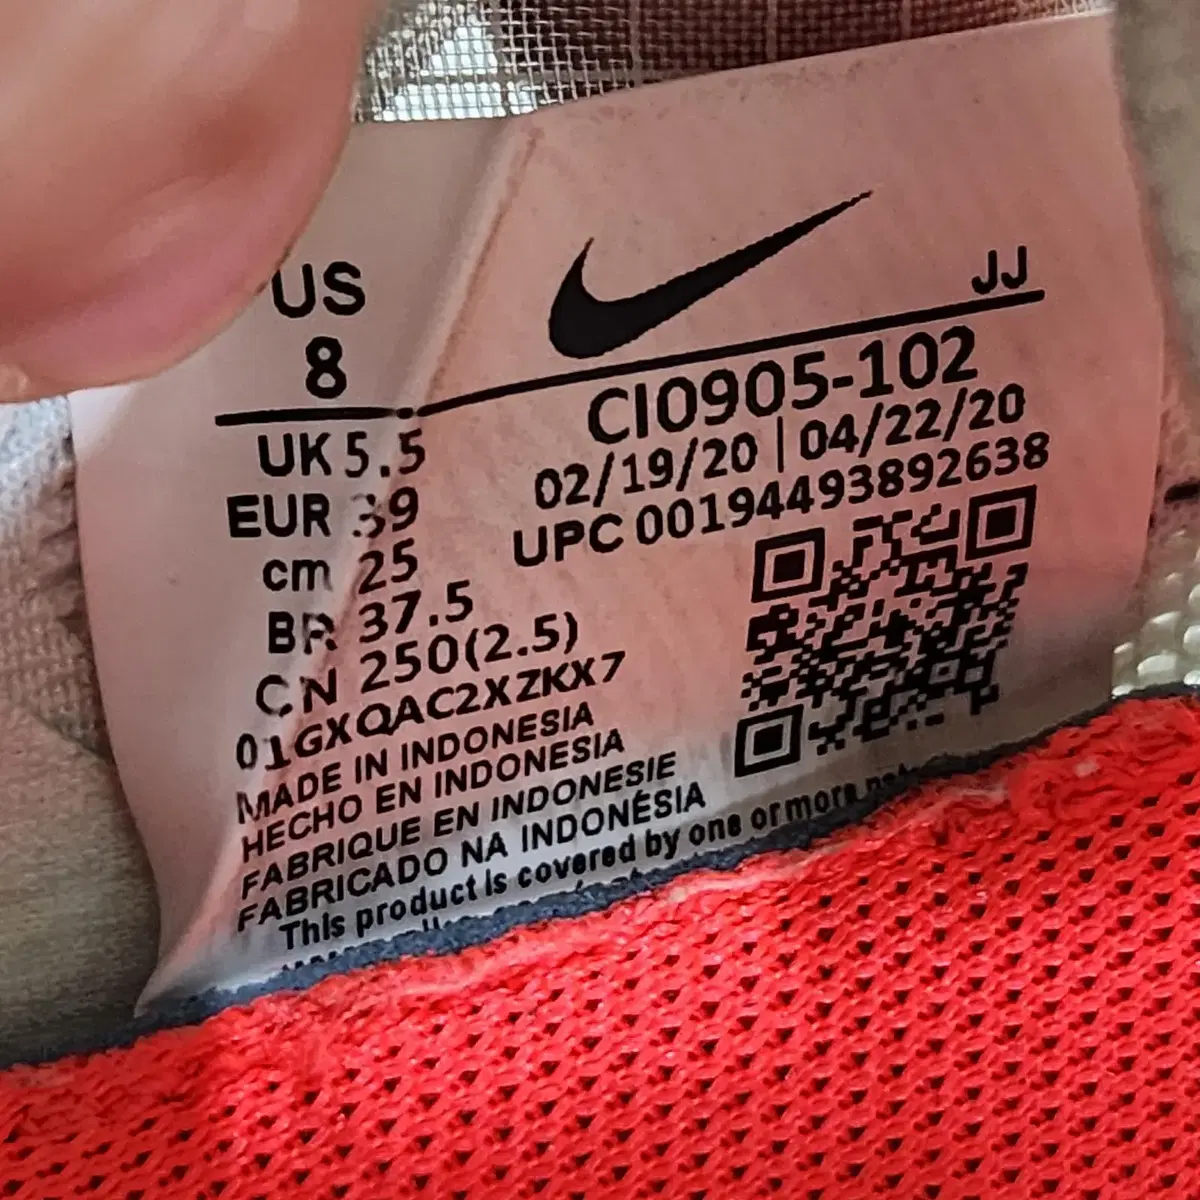 US
8
JJ
UK 5.5
EUR 39
cm 25
BR 37.5
CN 250(2.5)
CI0905-102
02/19/20 | 04/22/20
UPC 00194493892638
01GXQAC2XZKX7
MADE IN INDONESIA
HECHO EN INDONESIA
FABRIQUE EN INDONESIE
FABRICADO NA INDONÉSIA
This product is covered by one or more